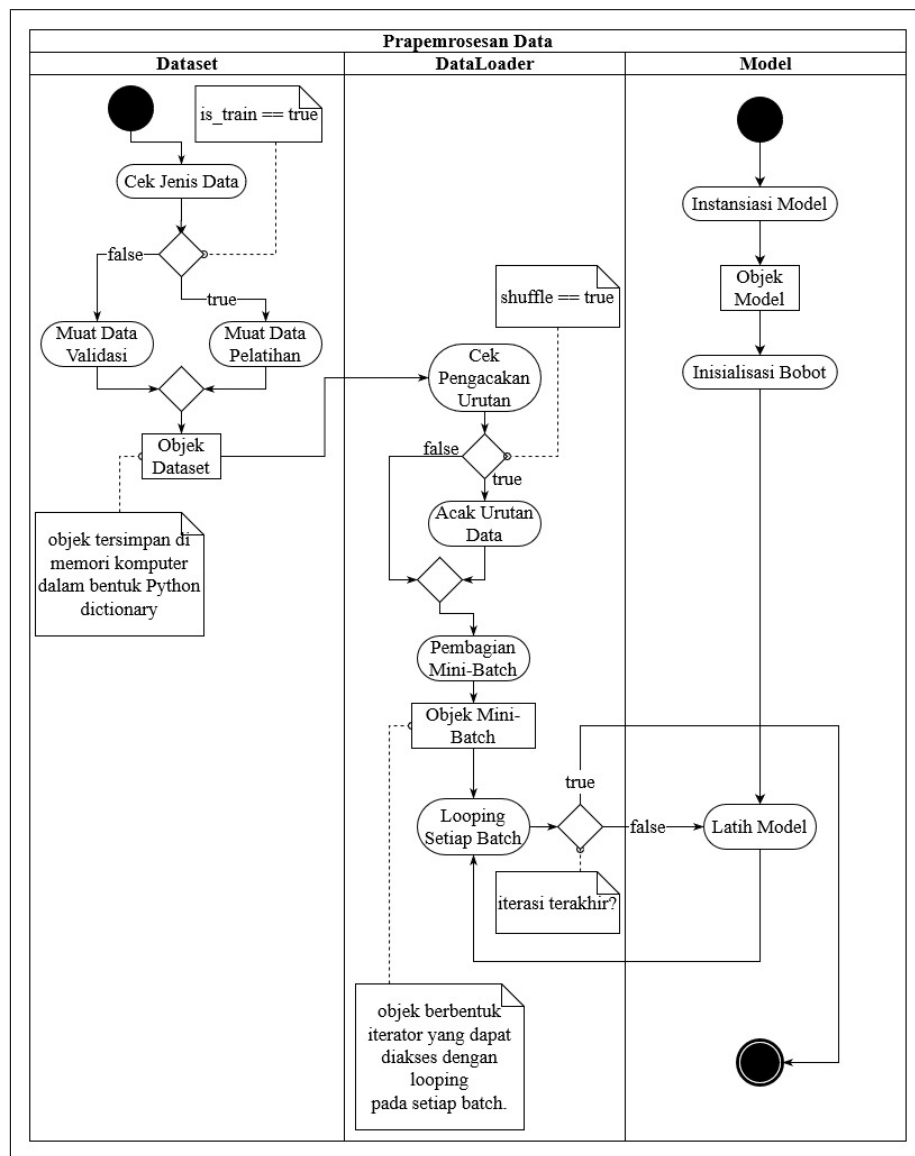 Prapemrosesan Data
Dataset
DataLoader
Model
is_train == true
Cek Jenis Data
false
true
Muat Data
Validasi
Muat Data
Pelatihan
Objek
Dataset
objek tersimpan di
memori komputer
dalam bentuk Python
dictionary
shuffle == true
Cek
Pengacakan
Urutan
false
true
Acak Urutan
Data
Pembagian
Mini-Batch
Objek Mini-
Batch
Looping
Setiap Batch
true
false
iterasi terakhir?
objek berbentuk
iterator yang dapat
diakses dengan
looping
pada setiap batch.
Instansiasi Model
Objek
Model
Inisialisasi Bobot
Latih Model